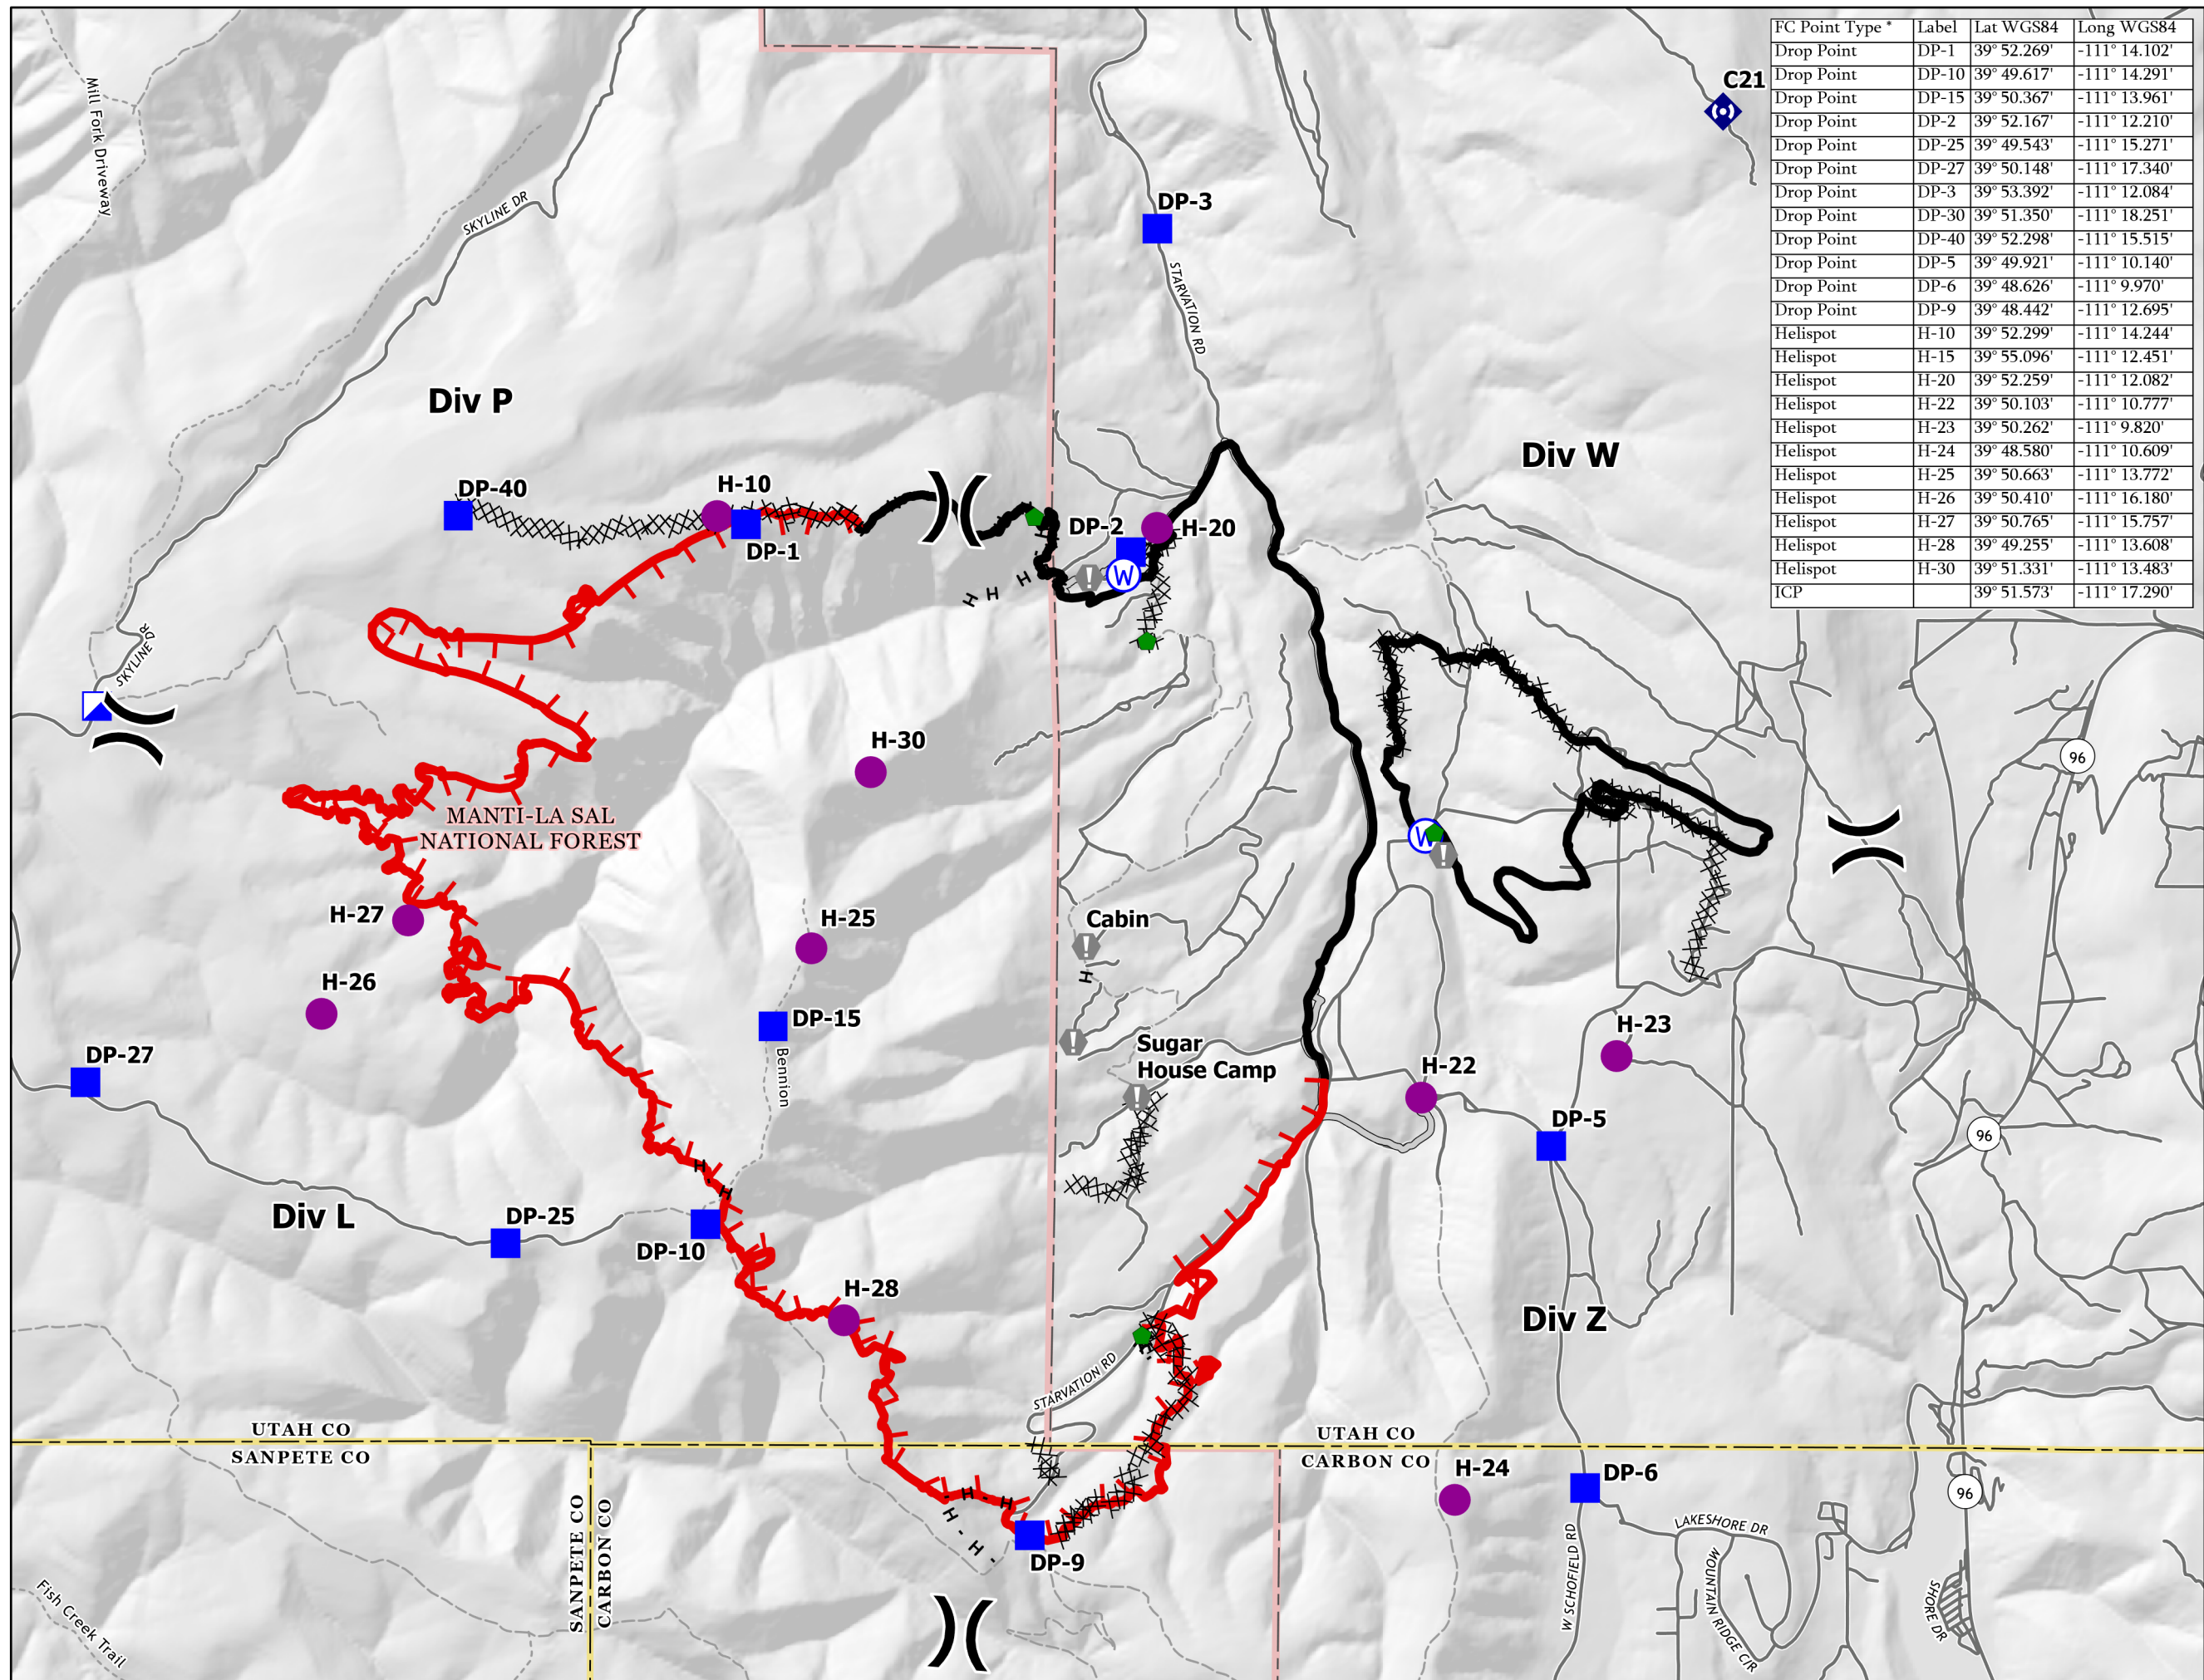 FC Point Type * Label Lat WGS84 Long WGS84
Drop Point DP-1 39° 52.269' -111° 14.102'
Drop Point DP-10 39° 49.617' -111° 14.291'
Drop Point DP-15 39° 50.367' -111° 13.961'
Drop Point DP-2 39° 52.167' -111° 12.210'
Drop Point DP-25 39° 49.543' -111° 15.271'
Drop Point DP-27 39° 50.148' -111° 17.340'
Drop Point DP-3 39° 53.392' -111° 12.084'
Drop Point DP-30 39° 51.350' -111° 18.251'
Drop Point DP-40 39° 52.298' -111° 15.515'
Drop Point DP-5 39° 49.921' -111° 10.140'
Drop Point DP-6 39° 48.626' -111° 9.970'
Drop Point DP-9 39° 48.442' -111° 12.695'
Helispot H-10 39° 52.299' -111° 14.244'
Helispot H-15 39° 55.096' -111° 12.451'
Helispot H-20 39° 52.259' -111° 12.082'
Helispot H-22 39° 50.103' -111° 10.777'
Helispot H-23 39° 50.262' -111° 9.820'
Helispot H-24 39° 48.580' -111° 10.609'
Helispot H-25 39° 50.663' -111° 13.772'
Helispot H-26 39° 50.410' -111° 16.180'
Helispot H-27 39° 50.765' -111° 15.757'
Helispot H-28 39° 49.255' -111° 13.608'
Helispot H-30 39° 51.331' -111° 13.483'
ICP 39° 51.573' -111° 17.290'
C21
Mill Fork Driveway
SKYLINE DR
DP-3
STARVATION RD
Div P
Div W
DP-40
H-10
DP-1
DP-2
H-20
W
H H H
H
!
SKYLINE DR
H-30
96
MANTI-LA SAL
NATIONAL FOREST
W
!
H-27
H-25
Cabin
!
H
H-26
DP-15
!
H-23
Sugar
House Camp
!
DP-27
Bennion
H-22
DP-5
96
H
H
Div L
DP-25
DP-10
H-28
Div Z
STARVATION RD
UTAH CO
SANPETE CO
UTAH CO
CARBON CO
H-24
DP-6
96
H - H
- H - H -
SANPETE CO
CARBON CO
DP-9
LAKESHORE DR
W SCHOFIELD RD
MOUNTAIN RIDGE CIR
SHORE DR
Fish Creek Trail